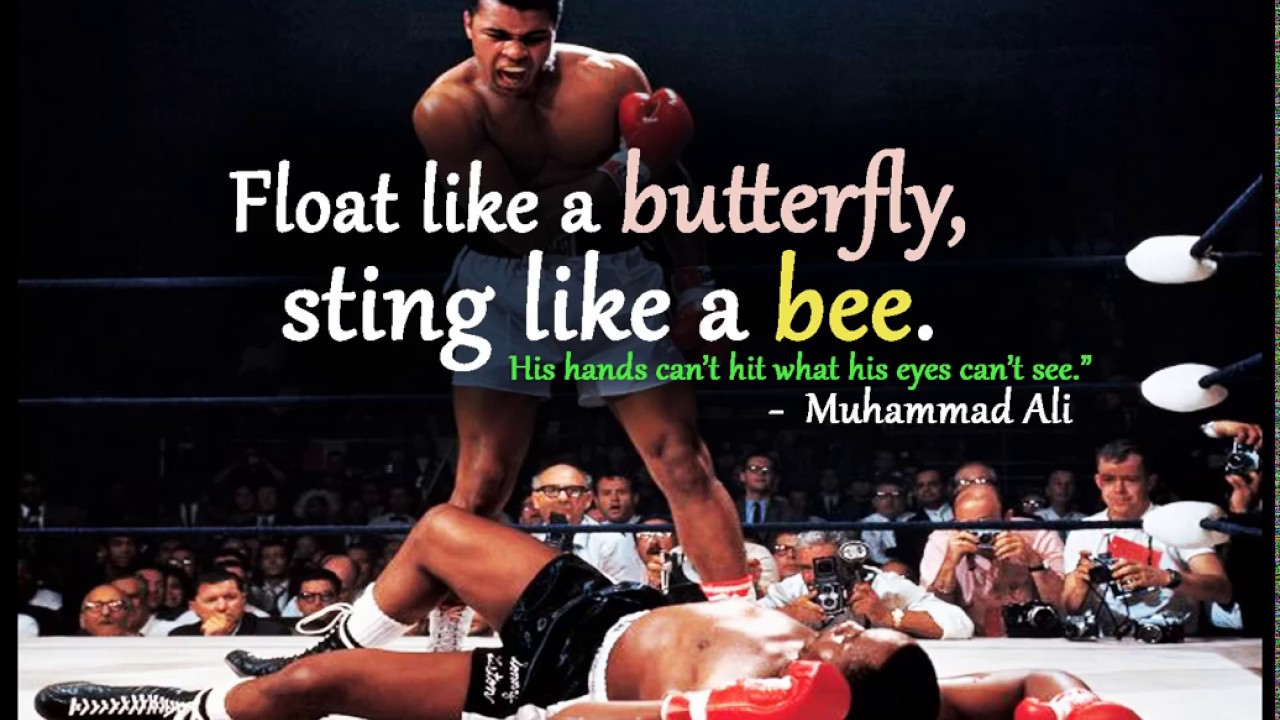 Float like a butterfly,
sting like a bee.
His hands can't hit what his eyes can't see.”
- Muhammad Ali